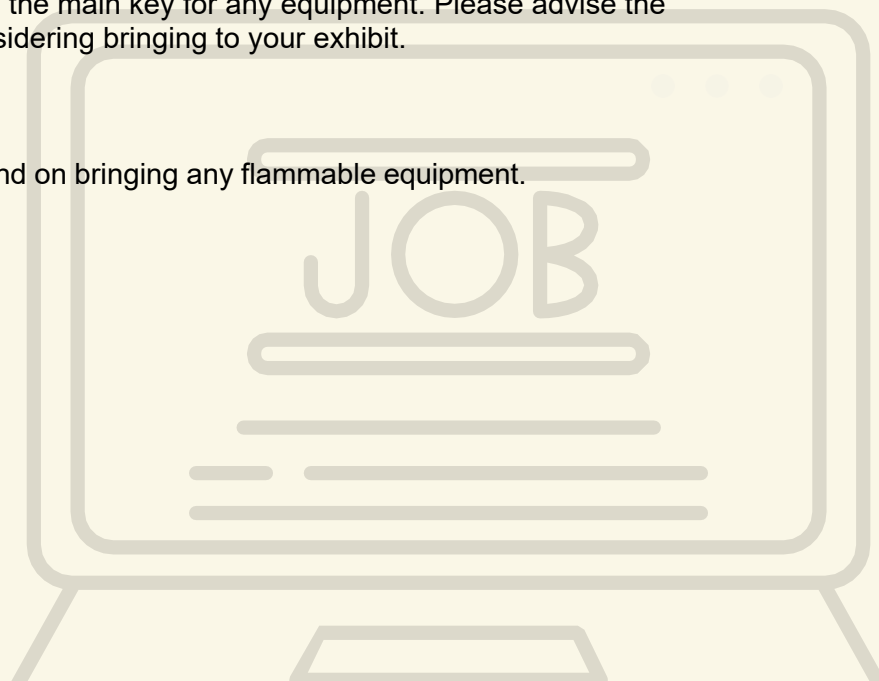 the main key for any equipment. Please advise the
sidering bringing to your exhibit.
nd on bringing any flammable equipment.
JOB